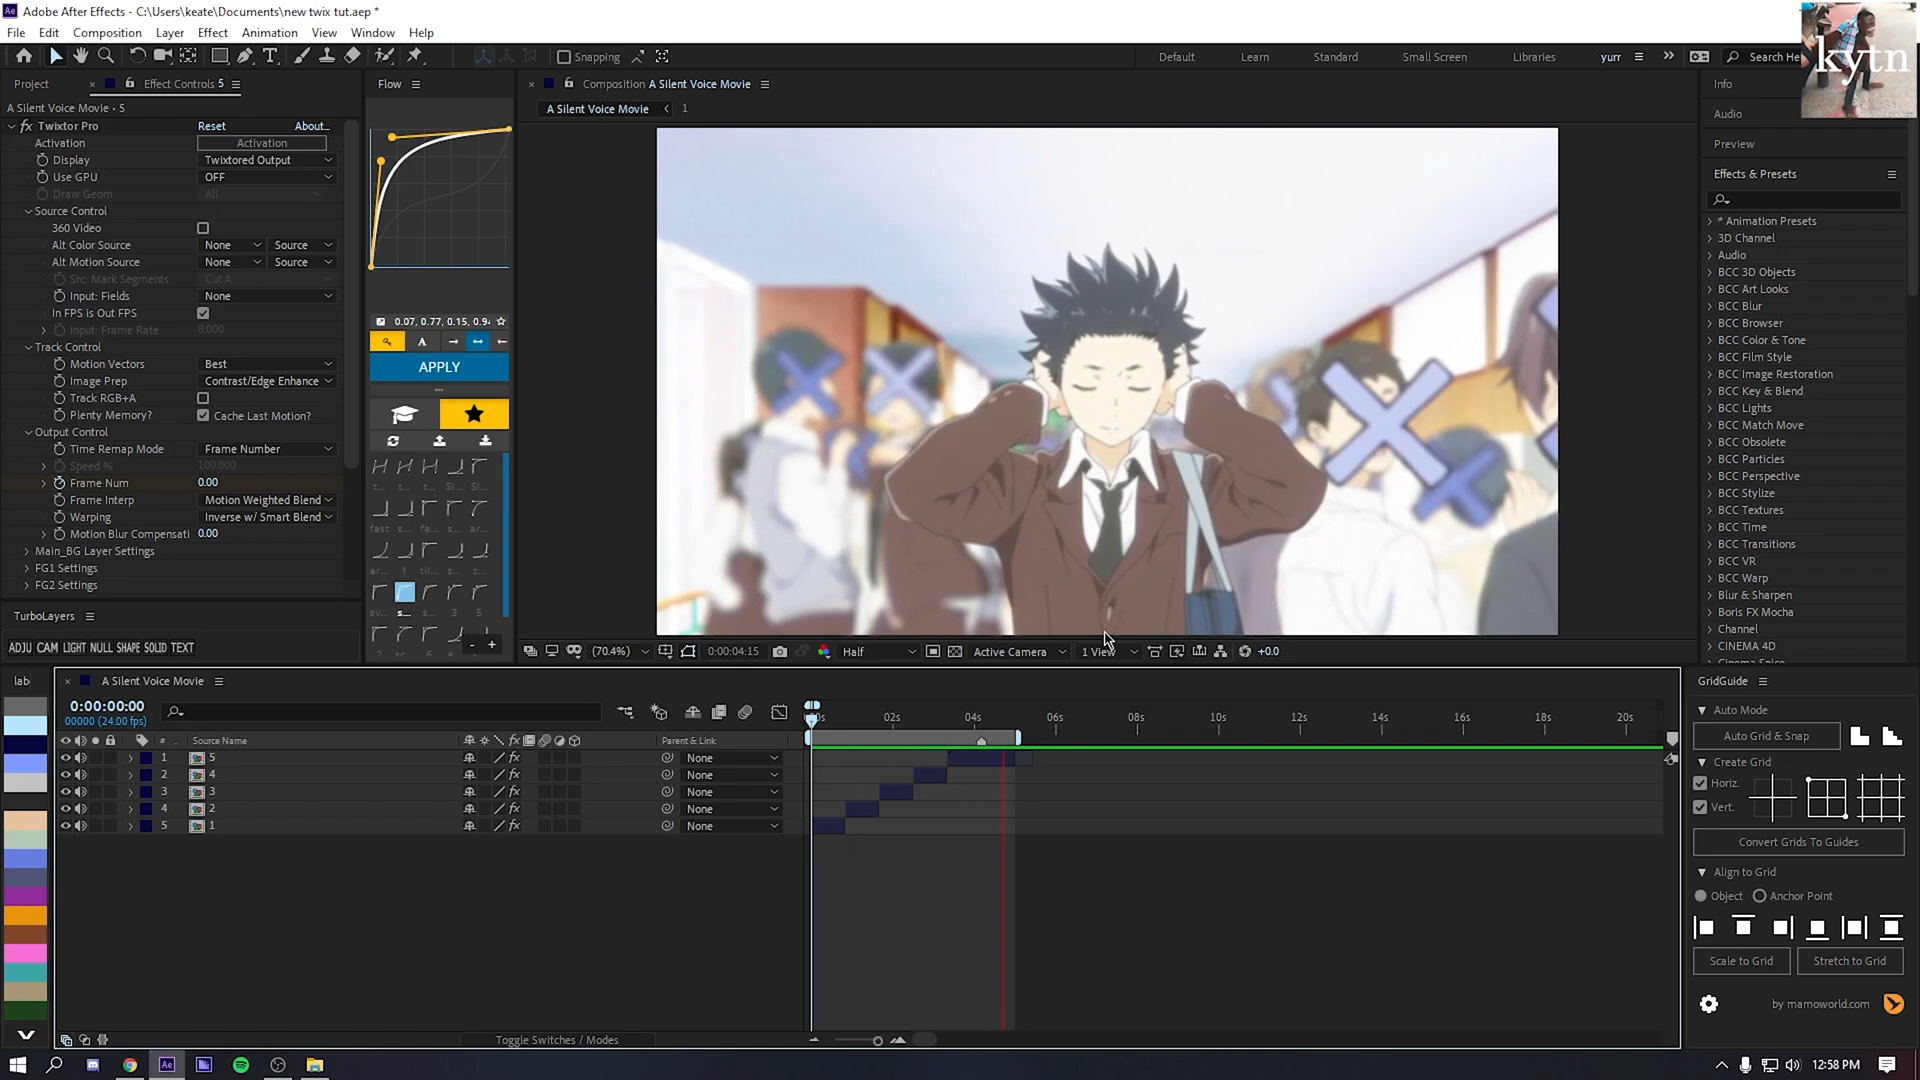 Adobe After Effects - C:\Users\keate\Documents\new twix tut.aep *
File Edit Composition Layer Effect Animation View Window Help
Snapping
Default Learn Standard Small Screen Libraries yurr Search He
kytn
Project Effect Controls 5
A Silent Voice Movie • 5
Twixtor Pro Reset About...
Activation Activation
Display Twixtored Output
Use GPU OFF
Draw Geom All
Source Control
360 Video
Alt Color Source None Source
Alt Motion Source None Source
Src: Mark Segments Cut A
Input: Fields None
In FPS is Out FPS
Input: Frame Rate 8.000
Track Control
Motion Vectors Best
Image Prep Contrast/Edge Enhance
Track RGB+A
Plenty Memory? Cache Last Motion?
Output Control
Time Remap Mode Frame Number
Speed % 100.000
Frame Num 0.00
Frame Interp Motion Weighted Blend
Warping Inverse w/ Smart Blend
Motion Blur Compensati 0.00
Main_BG Layer Settings
FG1 Settings
FG2 Settings
TurboLayers
ADJU CAM LIGHT NULL SHAPE SOLID TEXT
Flow
0.07, 0.77, 0.15, 0.9
A
APPLY
fast
Composition A Silent Voice Movie
A Silent Voice Movie 1
(70.4%) 0:00:04:15 Half Active Camera 1 View +0.0
Info
Audio
Preview
Effects & Presets
* Animation Presets
3D Channel
Audio
BCC 3D Objects
BCC Art Looks
BCC Blur
BCC Browser
BCC Color & Tone
BCC Film Style
BCC Image Restoration
BCC Key & Blend
BCC Lights
BCC Match Move
BCC Obsolete
BCC Particles
BCC Perspective
BCC Stylize
BCC Textures
BCC Time
BCC Transitions
BCC VR
BCC Warp
Blur & Sharpen
Boris FX Mocha
Channel
CINEMA 4D
lab A Silent Voice Movie
0:00:00:00
00000 (24.00 fps)
# Source Name Parent & Link
02s 04s 06s 08s 10s 12s 14s 16s 18s 20s
1 5 None
2 4 None
3 3 None
4 2 None
5 1 None
Toggle Switches / Modes
GridGuide
Auto Mode
Auto Grid & Snap
Create Grid
Horiz.
Vert.
Convert Grids To Guides
Align to Grid
Object Anchor Point
Scale to Grid Stretch to Grid
by mamoworld.com
12:58 PM